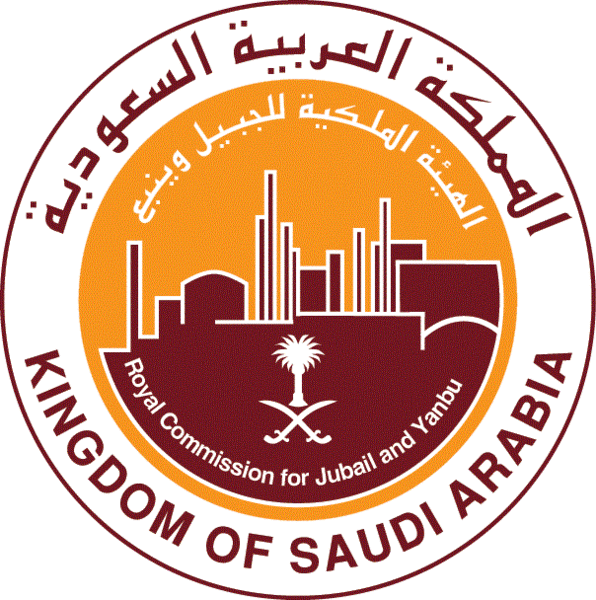 المملكة العربية السعودية
الهيئة الملكية للجبيل وينبع
Royal Commission for Jubail and Yanbu
KINGDOM OF SAUDI ARABIA